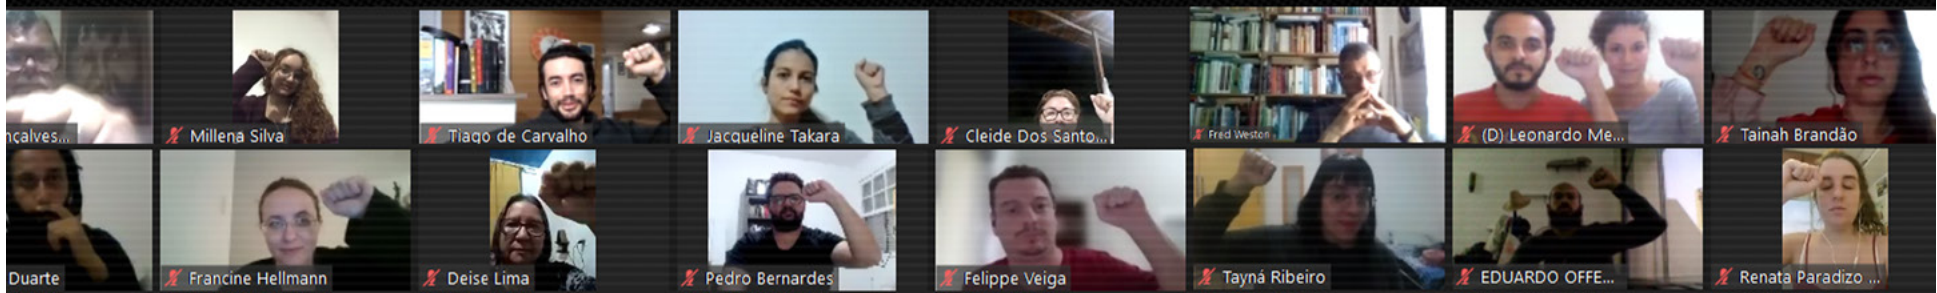 nçalves...
Millena Silva
Tiago de Carvalho
Jacqueline Takara
Cleide Dos Santo...
Fred Weston
(D) Leonardo Me...
Tainah Brandão
Duarte
Francine Hellmann
Deise Lima
Pedro Bernardes
Felippe Veiga
Tayná Ribeiro
EDUARDO OFFE...
Renata Paradizo ...